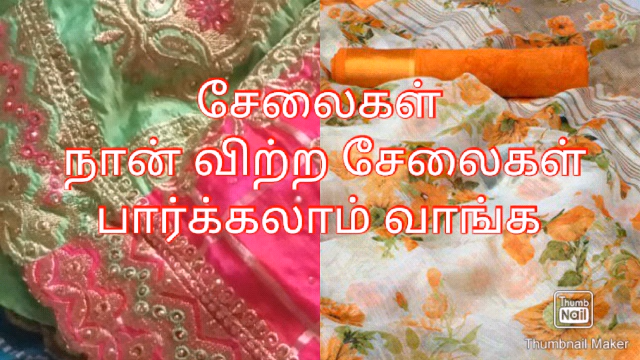 சேலைகள்
நான் விற்ற சேலைகள்
பார்க்கலாம் வாங்க
Thumb
Nail
Thumbnail Maker